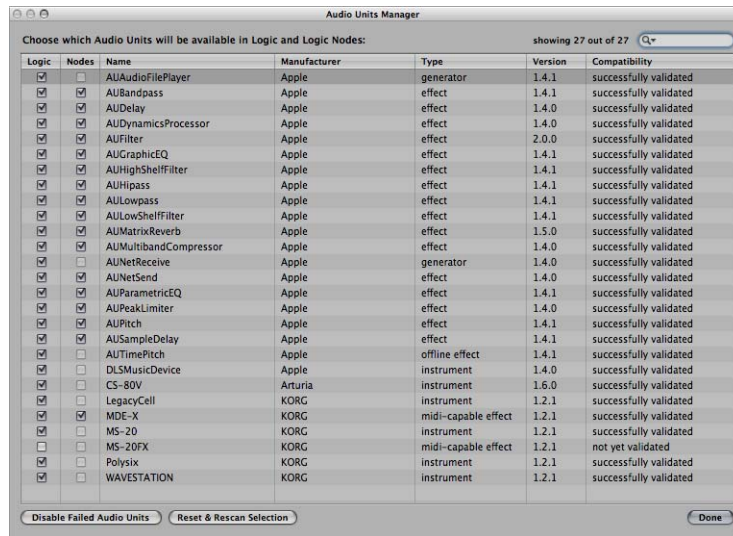 Audio Units Manager
Choose which Audio Units will be available in Logic and Logic Nodes: showing 27 out of 27
Logic Nodes Name Manufacturer Type Version Compatibility
AUAudioFilePlayer Apple generator 1.4.1 successfully validated
AUBandpass Apple effect 1.4.1 successfully validated
AUDelay Apple effect 1.4.0 successfully validated
AUDynamicsProcessor Apple effect 1.4.0 successfully validated
AUFilter Apple effect 2.0.0 successfully validated
AUGraphicEQ Apple effect 1.4.1 successfully validated
AUHighShelfFilter Apple effect 1.4.1 successfully validated
AUHipass Apple effect 1.4.1 successfully validated
AULowpass Apple effect 1.4.1 successfully validated
AULowShelfFilter Apple effect 1.4.1 successfully validated
AUMatrixReverb Apple effect 1.5.0 successfully validated
AUMultibandCompressor Apple effect 1.4.0 successfully validated
AUNetReceive Apple generator 1.4.0 successfully validated
AUNetSend Apple effect 1.4.0 successfully validated
AUParametricEQ Apple effect 1.4.1 successfully validated
AUPeakLimiter Apple effect 1.4.0 successfully validated
AUPitch Apple effect 1.4.1 successfully validated
AUSampleDelay Apple effect 1.4.1 successfully validated
AUTimePitch Apple offline effect 1.4.1 successfully validated
DLSMusicDevice Apple instrument 1.4.0 successfully validated
CS-80V Arturia instrument 1.6.0 successfully validated
LegacyCell KORG instrument 1.2.1 successfully validated
MDE-X KORG midi-capable effect 1.2.1 successfully validated
MS-20 KORG instrument 1.2.1 successfully validated
MS-20FX KORG midi-capable effect 1.2.1 not yet validated
Polysix KORG instrument 1.2.1 successfully validated
WAVESTATION KORG instrument 1.2.1 successfully validated
Disable Failed Audio Units Reset & Rescan Selection Done